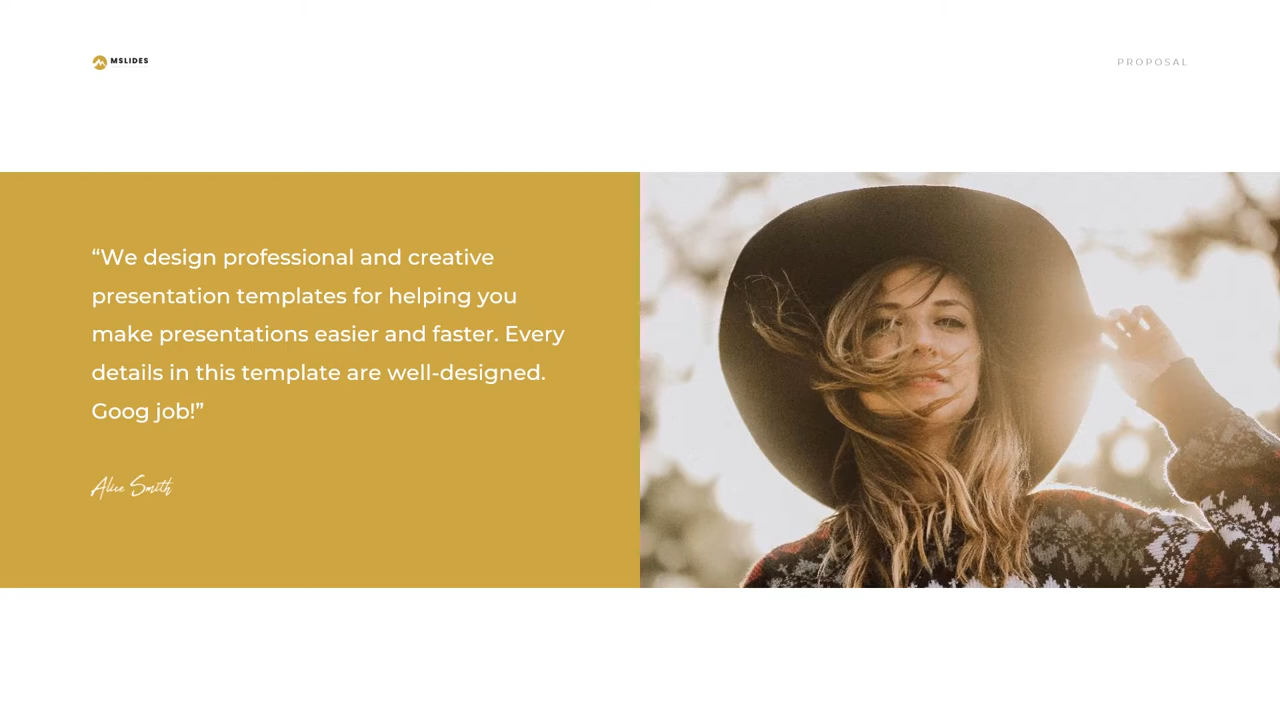 MSLIDES
PROPOSAL
“We design professional and creative
presentation templates for helping you
make presentations easier and faster. Every
details in this template are well-designed.
Goog job!”
Alice Smith